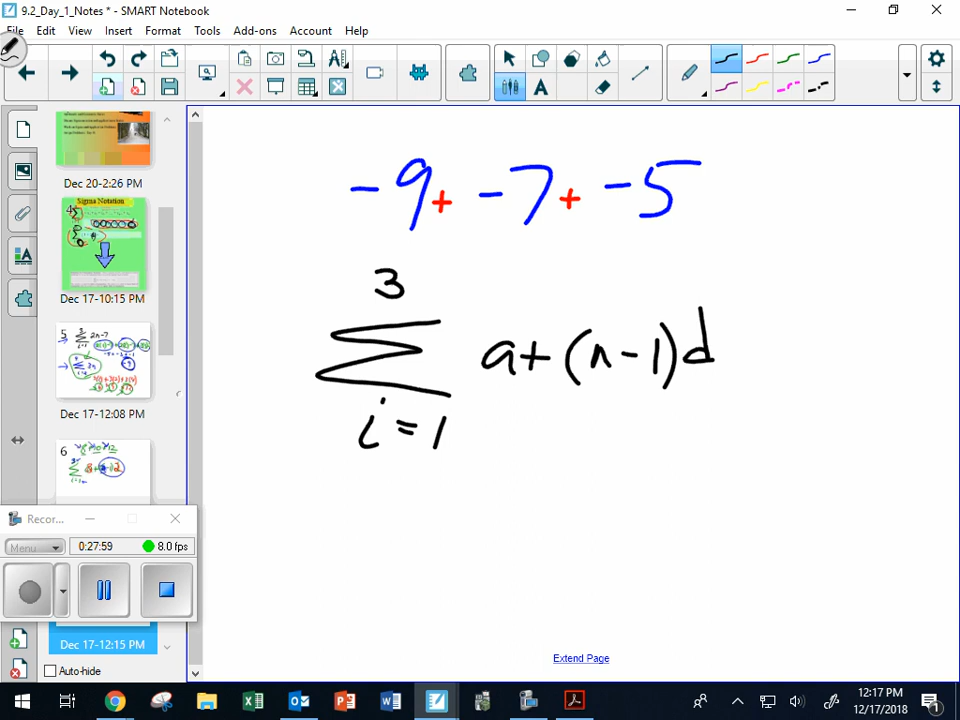 9.2_Day_1_Notes * - SMART Notebook
File Edit View Insert Format Tools Add-ons Account Help
-9 + -7 + -5
3
Σ a + (n - 1) d
i = 1
Dec 20-2:26 PM
Sigma Notation
Dec 17-10:15 PM
5
Dec 17-12:08 PM
6
Recor...
Menu
0:27:59
8.0 fps
Dec 17-12:15 PM
Auto-hide
Extend Page
12:17 PM
12/17/2018
1